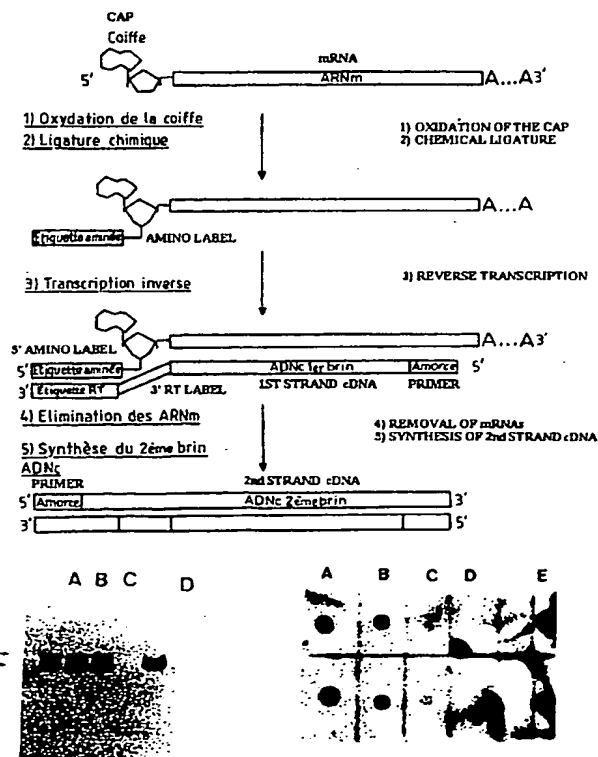 CAP
Coiffe
mRNA
5' ARNm A...A3'
1) Oxydation de la coiffe
2) Ligature chimique
1) OXIDATION OF THE CAP
2) CHEMICAL LIGATURE
A...A
Etiquette aminée AMINO LABEL
3) Transcription inverse
3) REVERSE TRANSCRIPTION
A...A3'
5' AMINO LABEL
5' Etiquette aminée ADNc 1er brin Amorce 5'
3' Etiquette RT 3' RT LABEL 1ST STRAND cDNA PRIMER
4) Elimination des ARNm
5) Synthèse du 2ème brin
ADNc
4) REMOVAL OF mRNAs
5) SYNTHESIS OF 2nd STRAND cDNA
PRIMER 2nd STRAND cDNA
5' Amorce ADNc 2ème brin 3'
3' 5'
A B C D
A B C D E